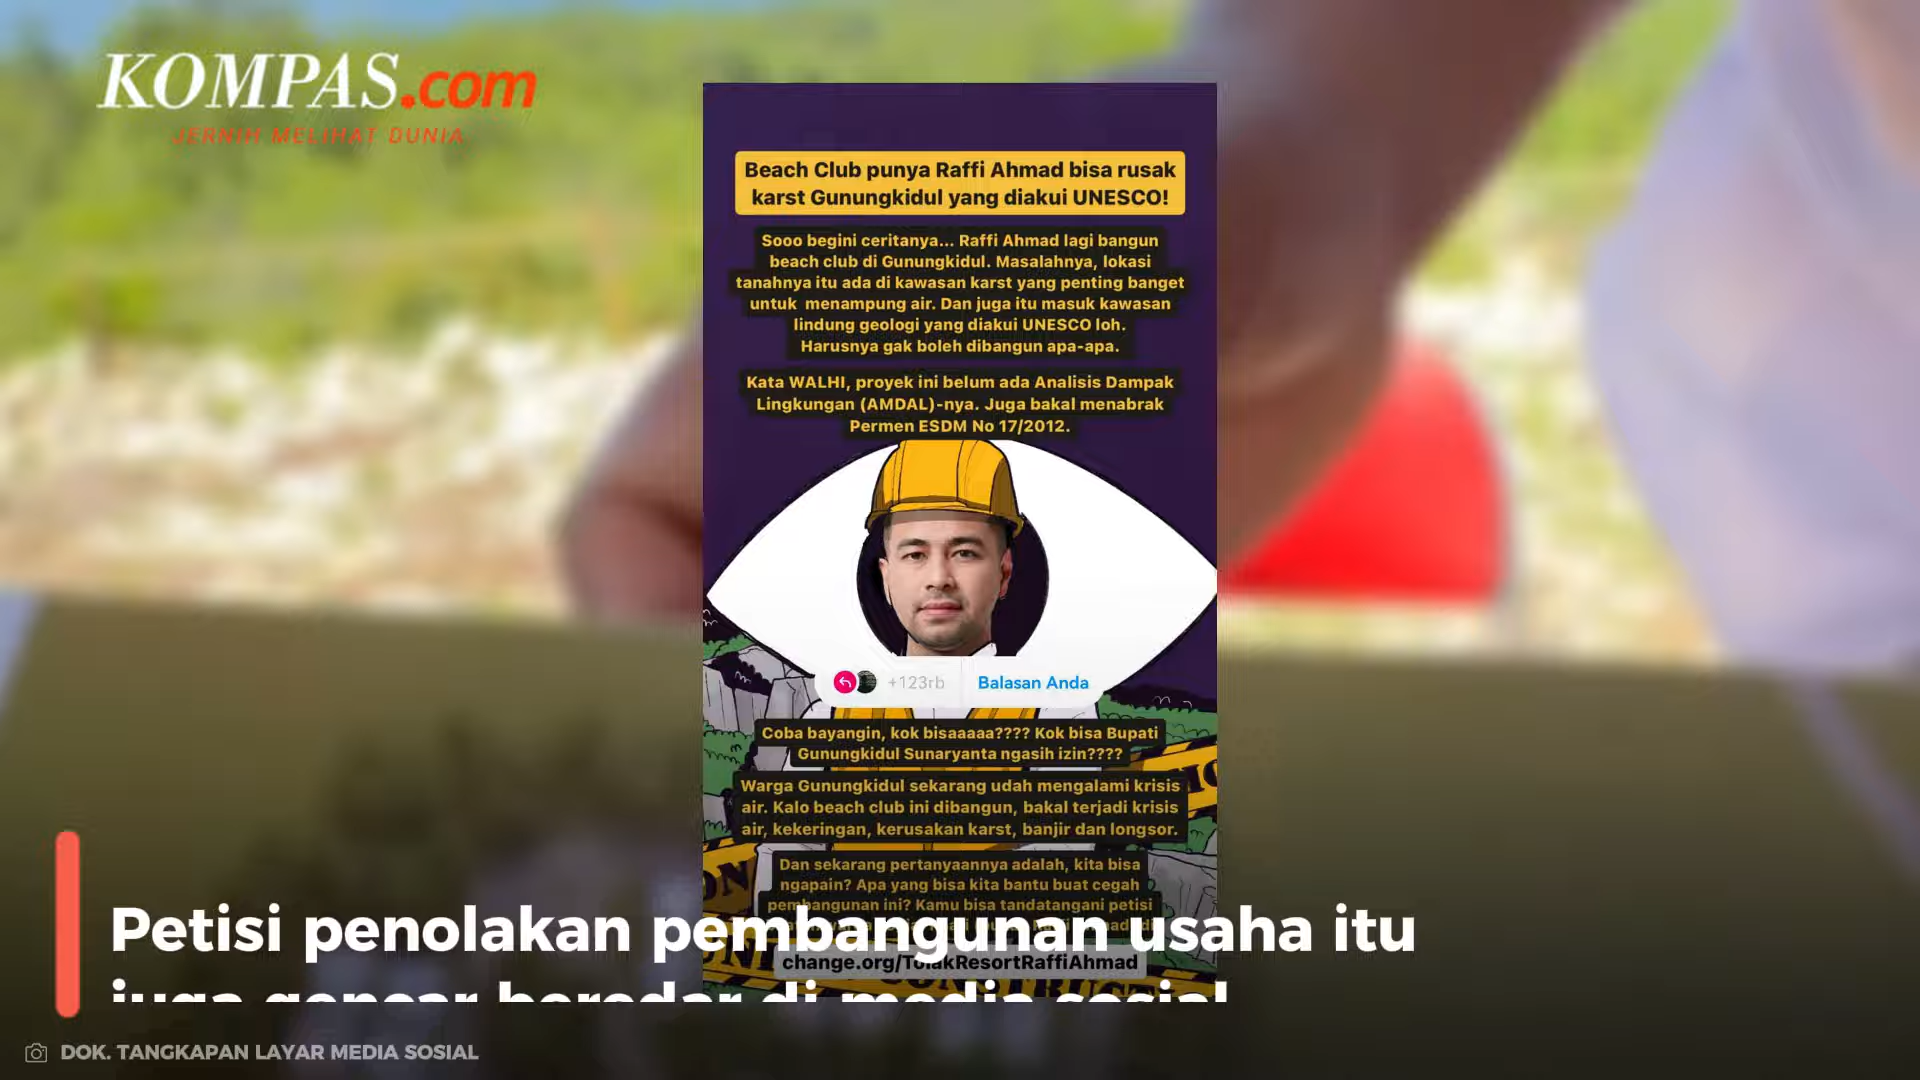 KOMPAS.com
JERNIH MELIHAT DUNIA
Beach Club punya Raffi Ahmad bisa rusak
karst Gunungkidul yang diakui UNESCO!
Sooo begini ceritanya... Raffi Ahmad lagi bangun
beach club di Gunungkidul. Masalahnya, lokasi
tanahnya itu ada di kawasan karst yang penting banget
untuk menampung air. Dan juga itu masuk kawasan
lindung geologi yang diakui UNESCO loh.
Harusnya gak boleh dibangun apa-apa.
Kata WALHI, proyek ini belum ada Analisis Dampak
Lingkungan (AMDAL)-nya. Juga bakal menabrak
Permen ESDM No 17/2012.
+123rb
Balasan Anda
Coba bayangin, kok bisaaaaa???? Kok bisa Bupati
Gunungkidul Sunaryanta ngasih izin????
Warga Gunungkidul sekarang udah mengalami krisis
air. Kalo beach club ini dibangun, bakal terjadi krisis
air, kekeringan, kerusakan karst, banjir dan longsor.
Dan sekarang pertanyaannya adalah, kita bisa
ngapain? Apa yang bisa kita bantu buat cegah
pembangunan ini? Kamu bisa tandatangani petisi
change.org/TolakResortRaffiAhmad
Petisi penolakan pembangunan usaha itu
juga gencar beredar di media sosial
DOK. TANGKAPAN LAYAR MEDIA SOSIAL